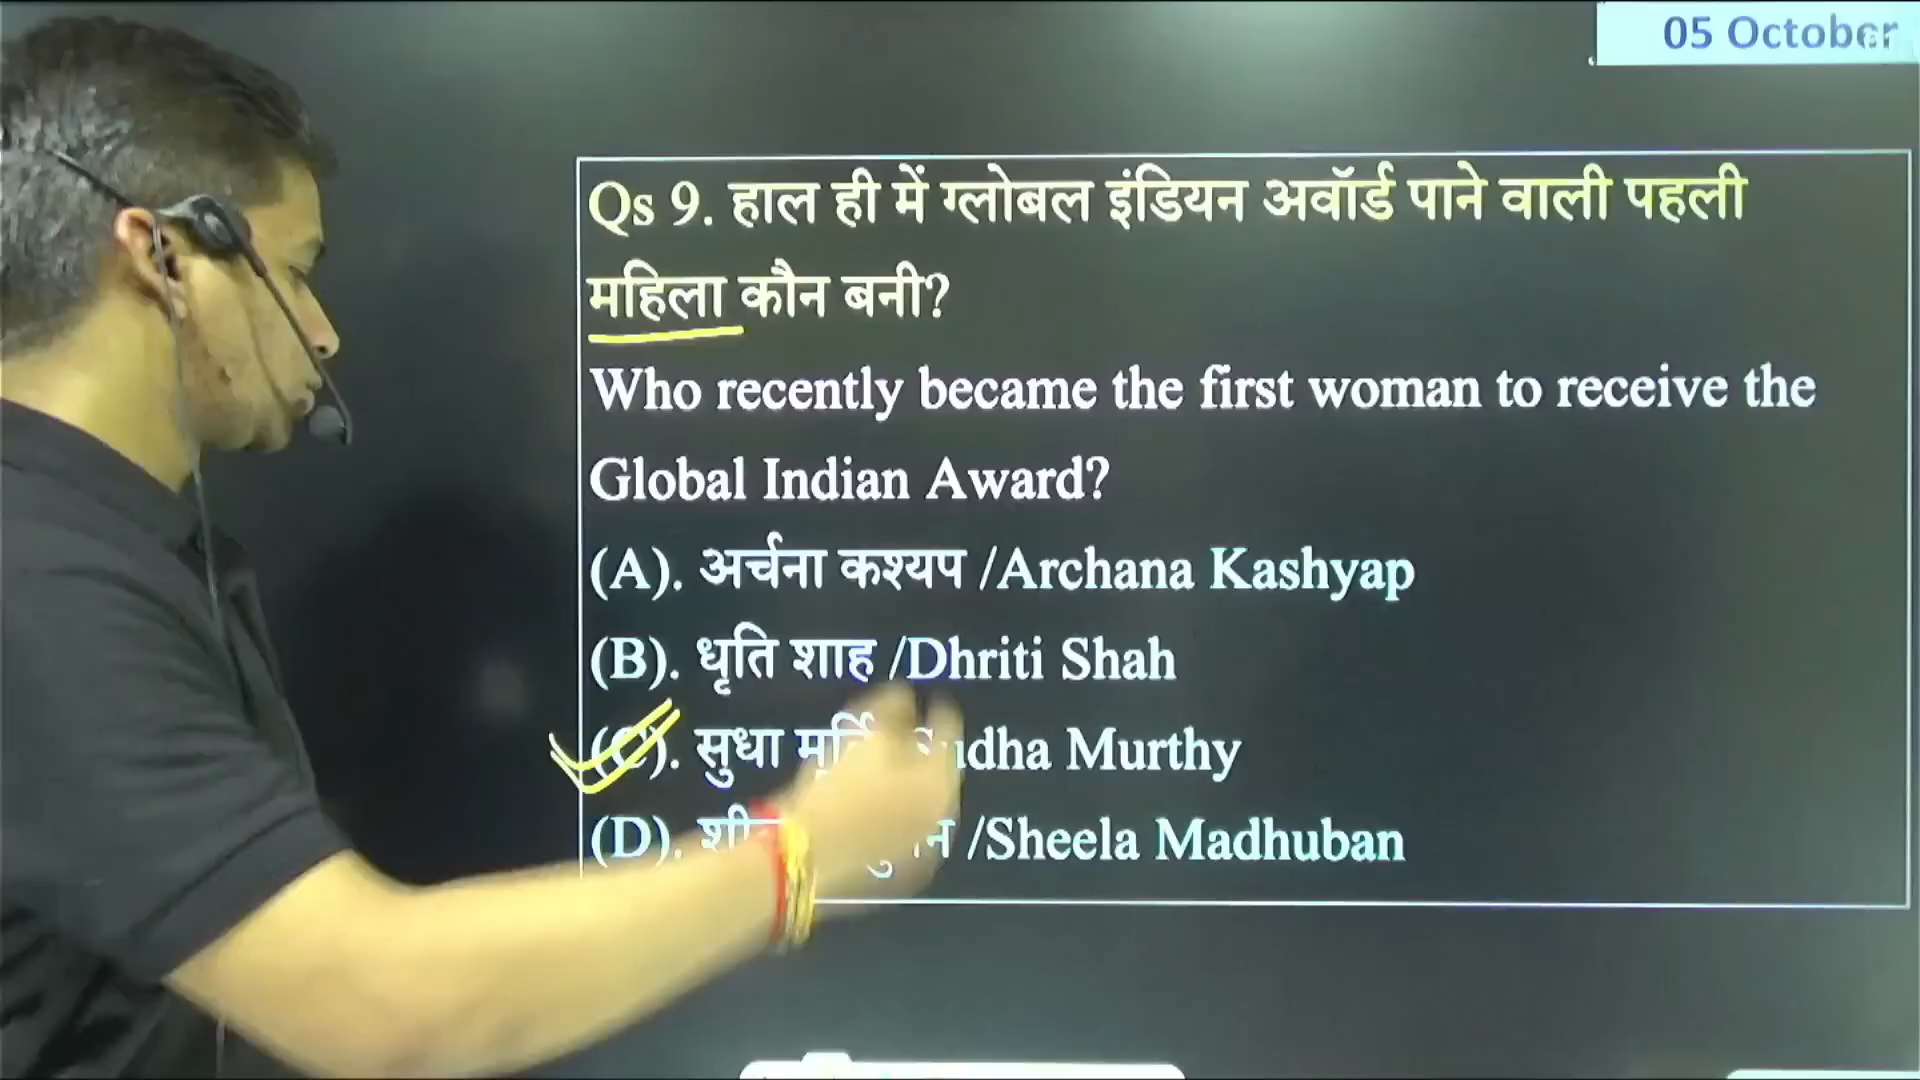 05 October
Qs 9. हाल ही में ग्लोबल इंडियन अवॉर्ड पाने वाली पहली
महिला कौन बनी?
Who recently became the first woman to receive the
Global Indian Award?
(A). अर्चना कश्यप /Archana Kashyap
(B). धृति शाह /Dhriti Shah
(C). सुधा Murthy
(D). /Sheela Madhuban